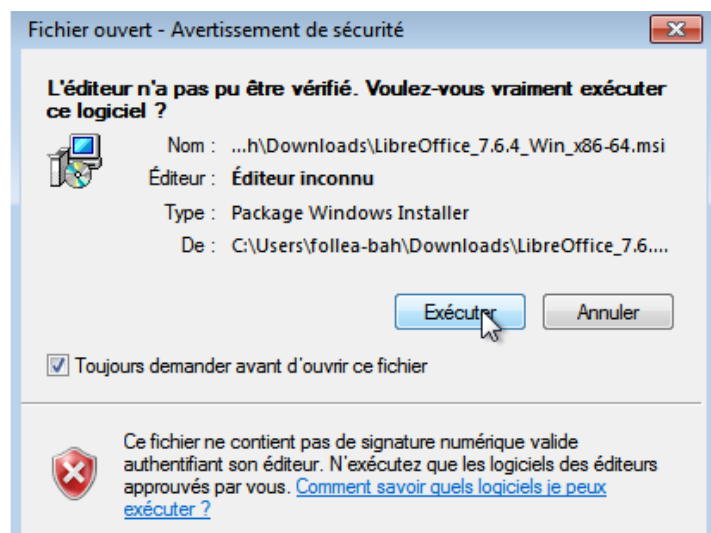 Fichier ouvert - Avertissement de sécurité
L'éditeur n'a pas pu être vérifié. Voulez-vous vraiment exécuter
ce logiciel ?
Nom : ...h\Downloads\LibreOffice_7.6.4_Win_x86-64.msi
Éditeur : Éditeur inconnu
Type : Package Windows Installer
De : C:\Users\follea-bah\Downloads\LibreOffice_7.6....
Exécuter Annuler
Toujours demander avant d'ouvrir ce fichier
Ce fichier ne contient pas de signature numérique valide
authentifiant son éditeur. N'exécutez que les logiciels des éditeurs
approuvés par vous. Comment savoir quels logiciels je peux
exécuter ?